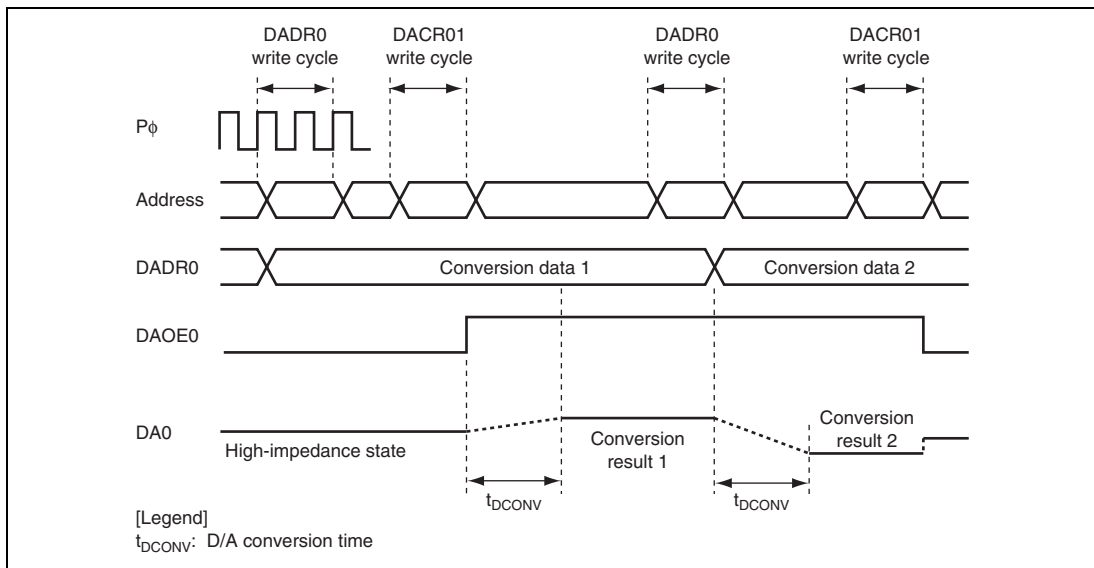 DADR0 write cycle
DACR01 write cycle
DADR0 write cycle
DACR01 write cycle
Pϕ
Address
DADR0
Conversion data 1
Conversion data 2
DAOE0
DA0
High-impedance state
Conversion result 1
Conversion result 2
tDCONV
tDCONV
[Legend]
tDCONV: D/A conversion time